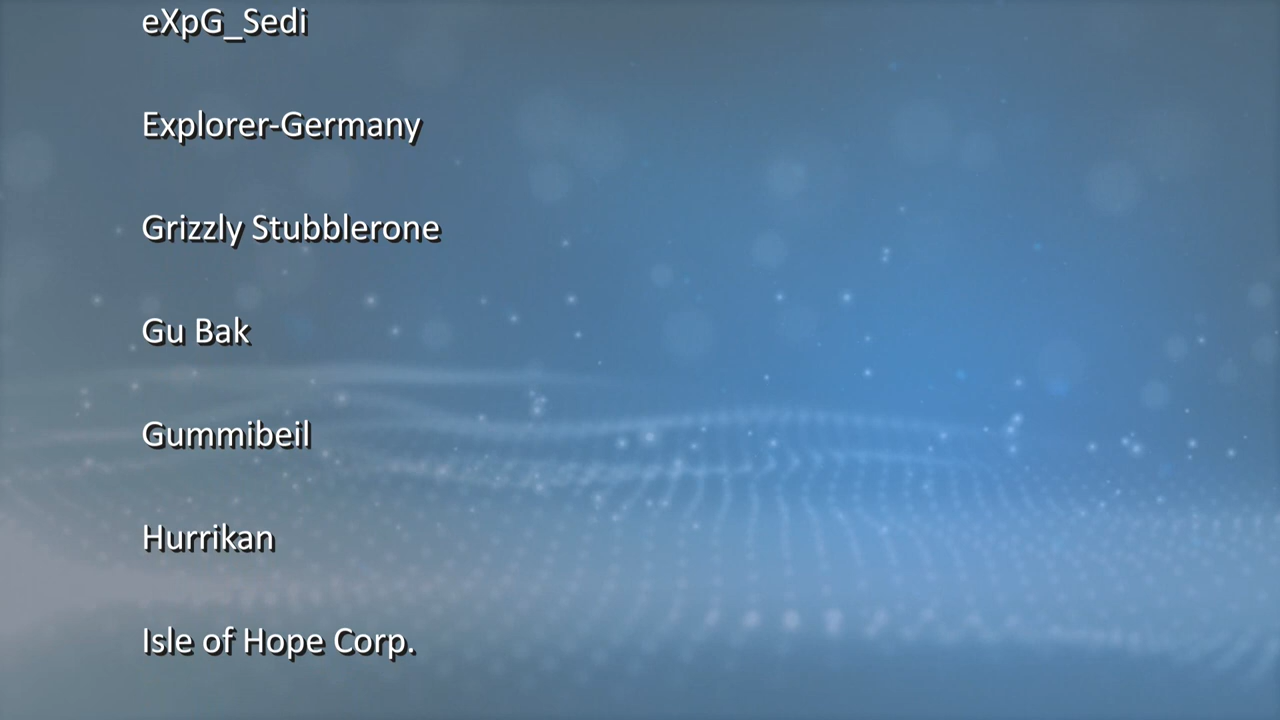 eXpG_Sedi
Explorer-Germany
Grizzly Stubblerone
Gu Bak
Gummibeil
Hurrikan
Isle of Hope Corp.